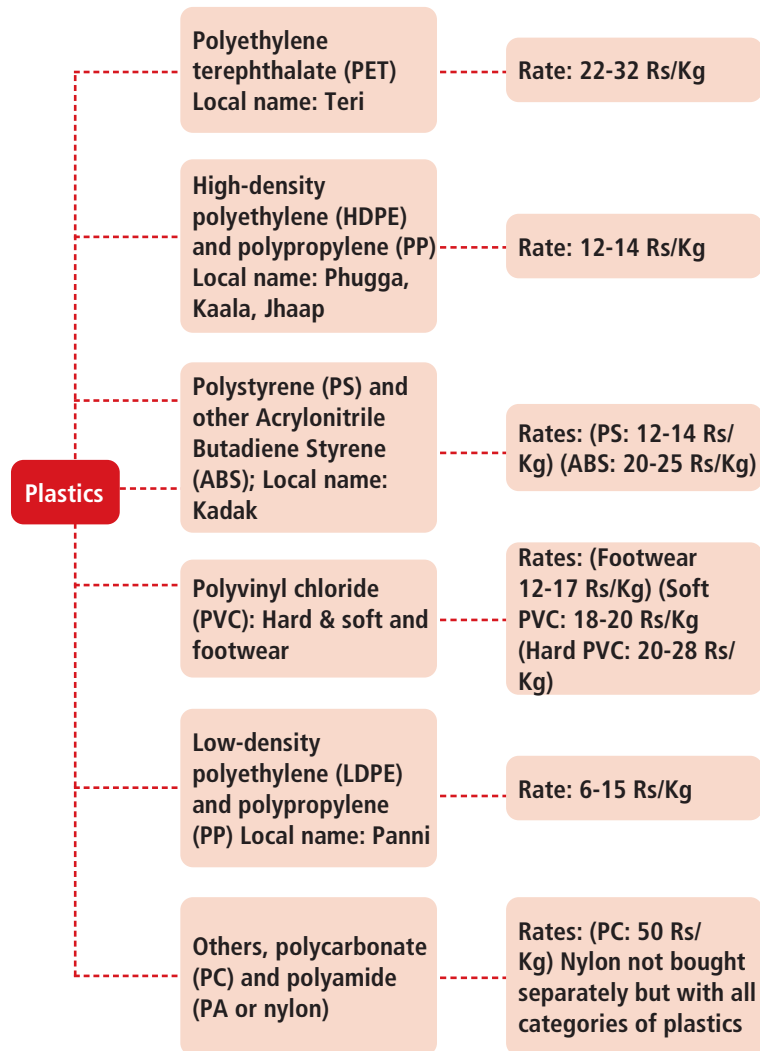 Polyethylene
terephthalate (PET)
Local name: Teri
Rate: 22-32 Rs/Kg
High-density
polyethylene (HDPE)
and polypropylene (PP)
Local name: Phugga,
Kaala, Jhaap
Rate: 12-14 Rs/Kg
Polystyrene (PS) and
other Acrylonitrile
Butadiene Styrene
(ABS); Local name:
Kadak
Rates: (PS: 12-14 Rs/
Kg) (ABS: 20-25 Rs/Kg)
Plastics
Polyvinyl chloride
(PVC): Hard & soft and
footwear
Rates: (Footwear
12-17 Rs/Kg) (Soft
PVC: 18-20 Rs/Kg
(Hard PVC: 20-28 Rs/
Kg)
Low-density
polyethylene (LDPE)
and polypropylene
(PP) Local name: Panni
Rate: 6-15 Rs/Kg
Others, polycarbonate
(PC) and polyamide
(PA or nylon)
Rates: (PC: 50 Rs/
Kg) Nylon not bought
separately but with all
categories of plastics